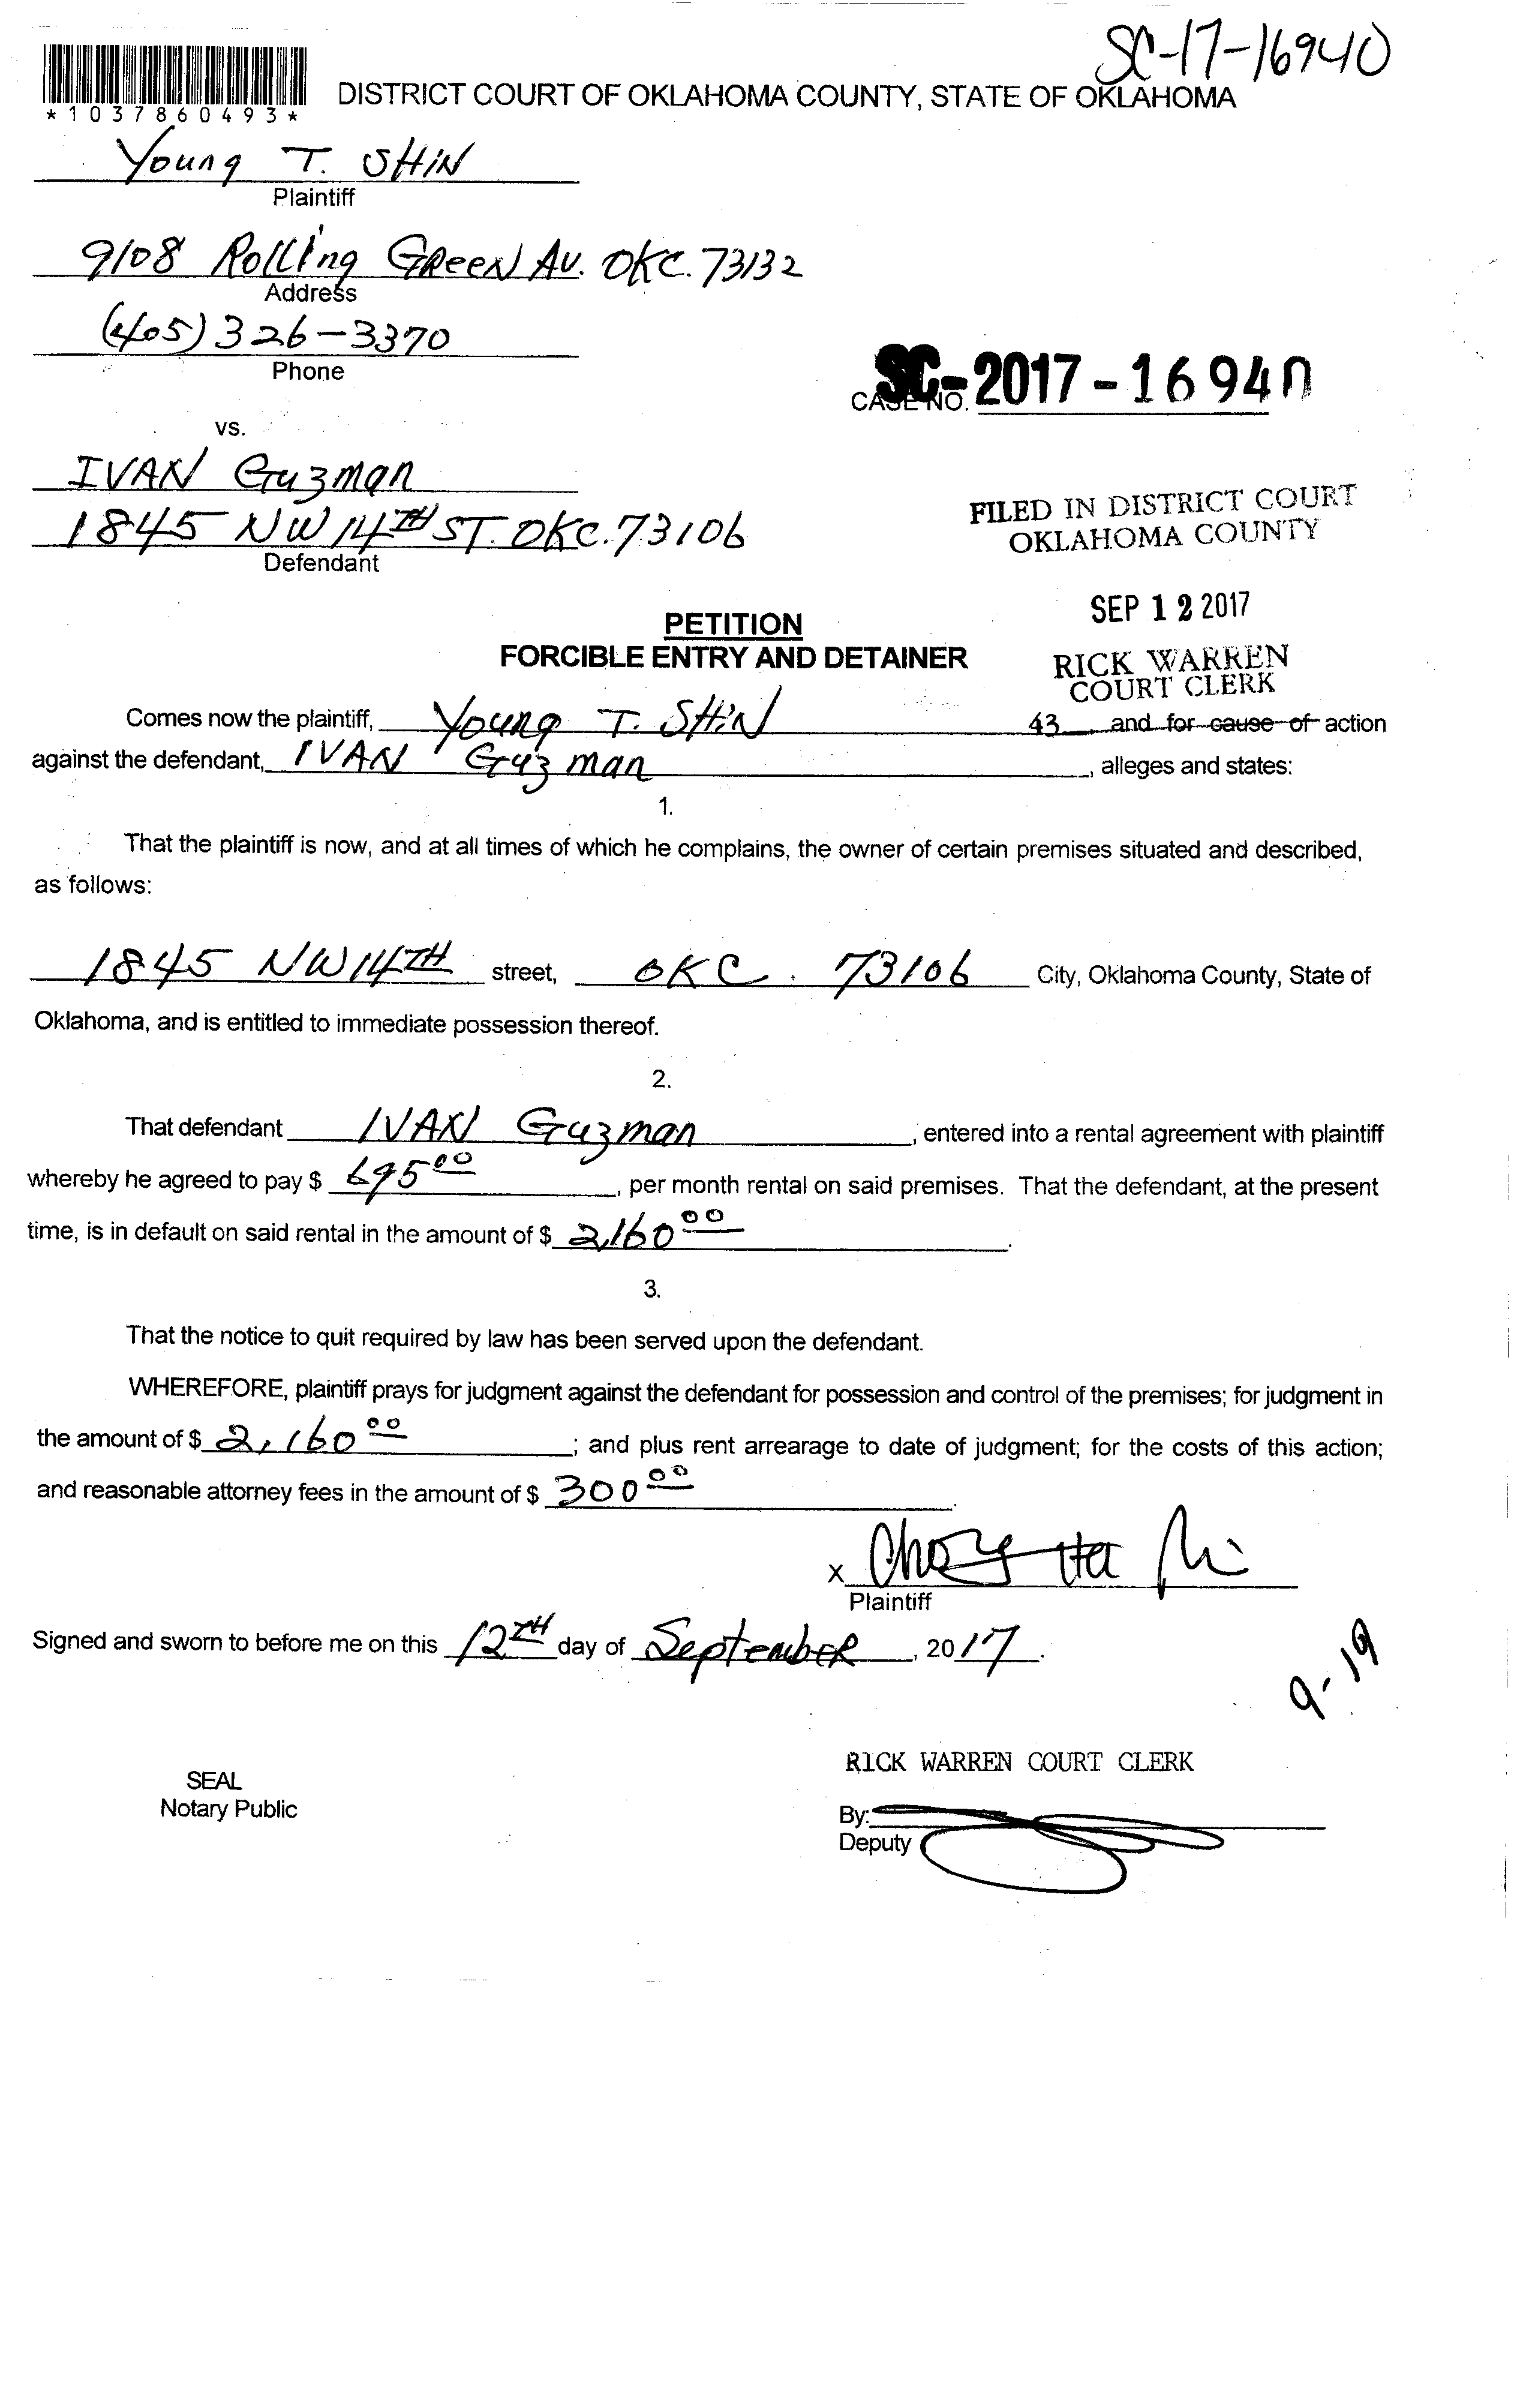 SC-17-16940
*1037860493*
DISTRICT COURT OF OKLAHOMA COUNTY, STATE OF OKLAHOMA
Young T. SHIN
Plaintiff
9108 Rolling GReeN AV. OKC. 73132
Address
(405) 326-3370
Phone
SC-2017-16940
CASE NO.
vs.
IVAN Guzman
1845 NW 14TH ST. OKC. 73106
Defendant
FILED IN DISTRICT COURT
OKLAHOMA COUNTY
SEP 12 2017
PETITION
FORCIBLE ENTRY AND DETAINER
RICK WARREN
COURT CLERK
Comes now the plaintiff, Young T. SHiN 43 and for cause of action
against the defendant, IVAN Guzman, alleges and states:
1.
That the plaintiff is now, and at all times of which he complains, the owner of certain premises situated and described,
as follows:
1845 NW 14TH street, OKC. 73106 City, Oklahoma County, State of
Oklahoma, and is entitled to immediate possession thereof.
2.
That defendant IVAN Guzman, entered into a rental agreement with plaintiff
whereby he agreed to pay $ 695 00, per month rental on said premises. That the defendant, at the present
time, is in default on said rental in the amount of $ 2,160 00.
3.
That the notice to quit required by law has been served upon the defendant.
WHEREFORE, plaintiff prays for judgment against the defendant for possession and control of the premises; for judgment in
the amount of $ 2,160 00; and plus rent arrearage to date of judgment; for the costs of this action;
and reasonable attorney fees in the amount of $ 300 00.
X
Plaintiff
Signed and sworn to before me on this 12TH day of SeptembeR, 2017.
9-19
RICK WARREN COURT CLERK
SEAL
Notary Public
By:
Deputy